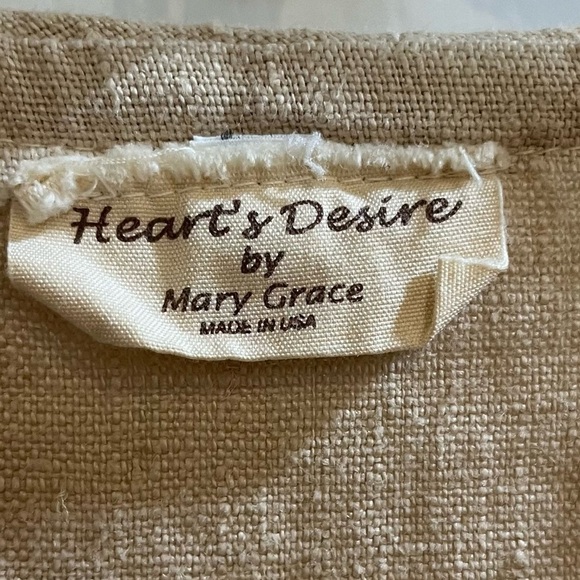 Heart's Desire
by
Mary Grace
MADE IN USA